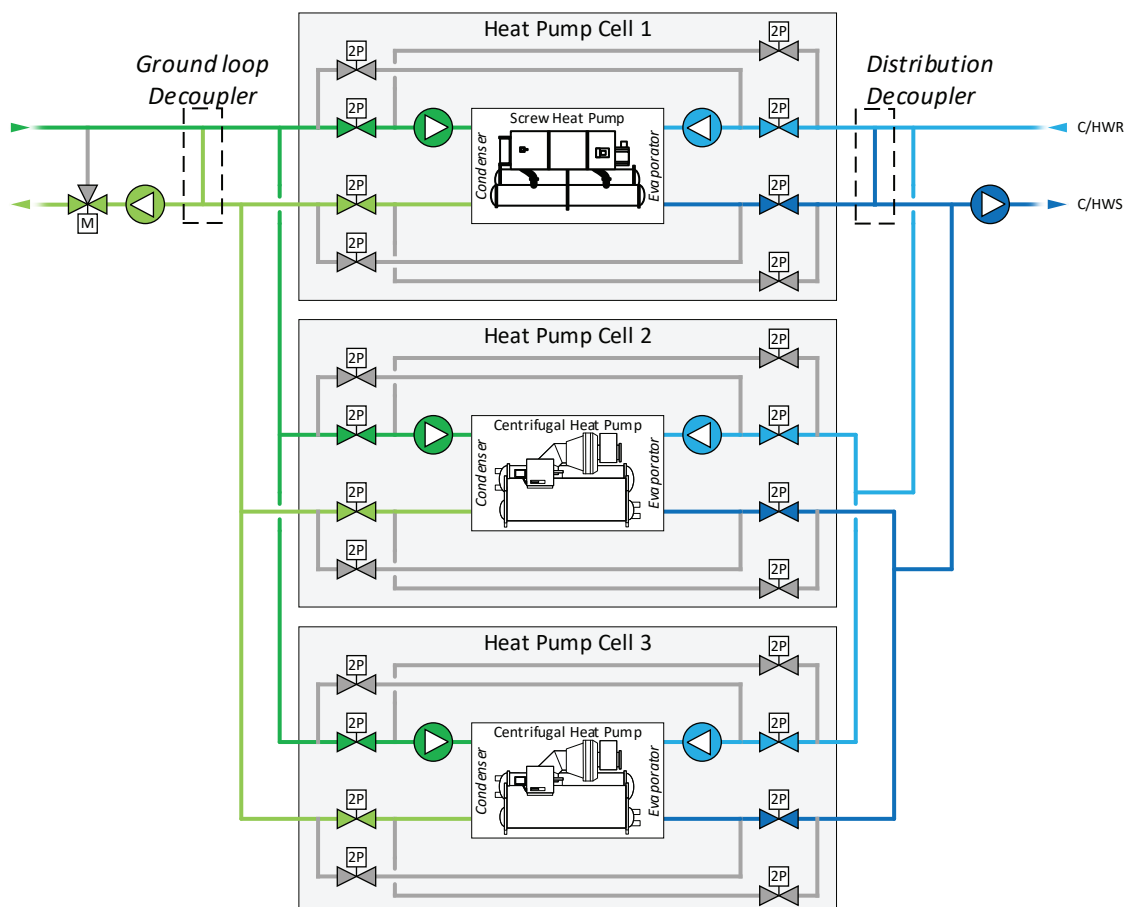 Heat Pump Cell 1
2P
2P
Ground loop
Decoupler
Distribution
Decoupler
2P
2P
Screw Heat Pump
Condenser
Evaporator
C/HWR
2P
2P
C/HWS
M
2P
2P
Heat Pump Cell 2
2P
2P
2P
2P
Centrifugal Heat Pump
Condenser
Evaporator
2P
2P
2P
2P
Heat Pump Cell 3
2P
2P
2P
2P
Centrifugal Heat Pump
Condenser
Evaporator
2P
2P
2P
2P